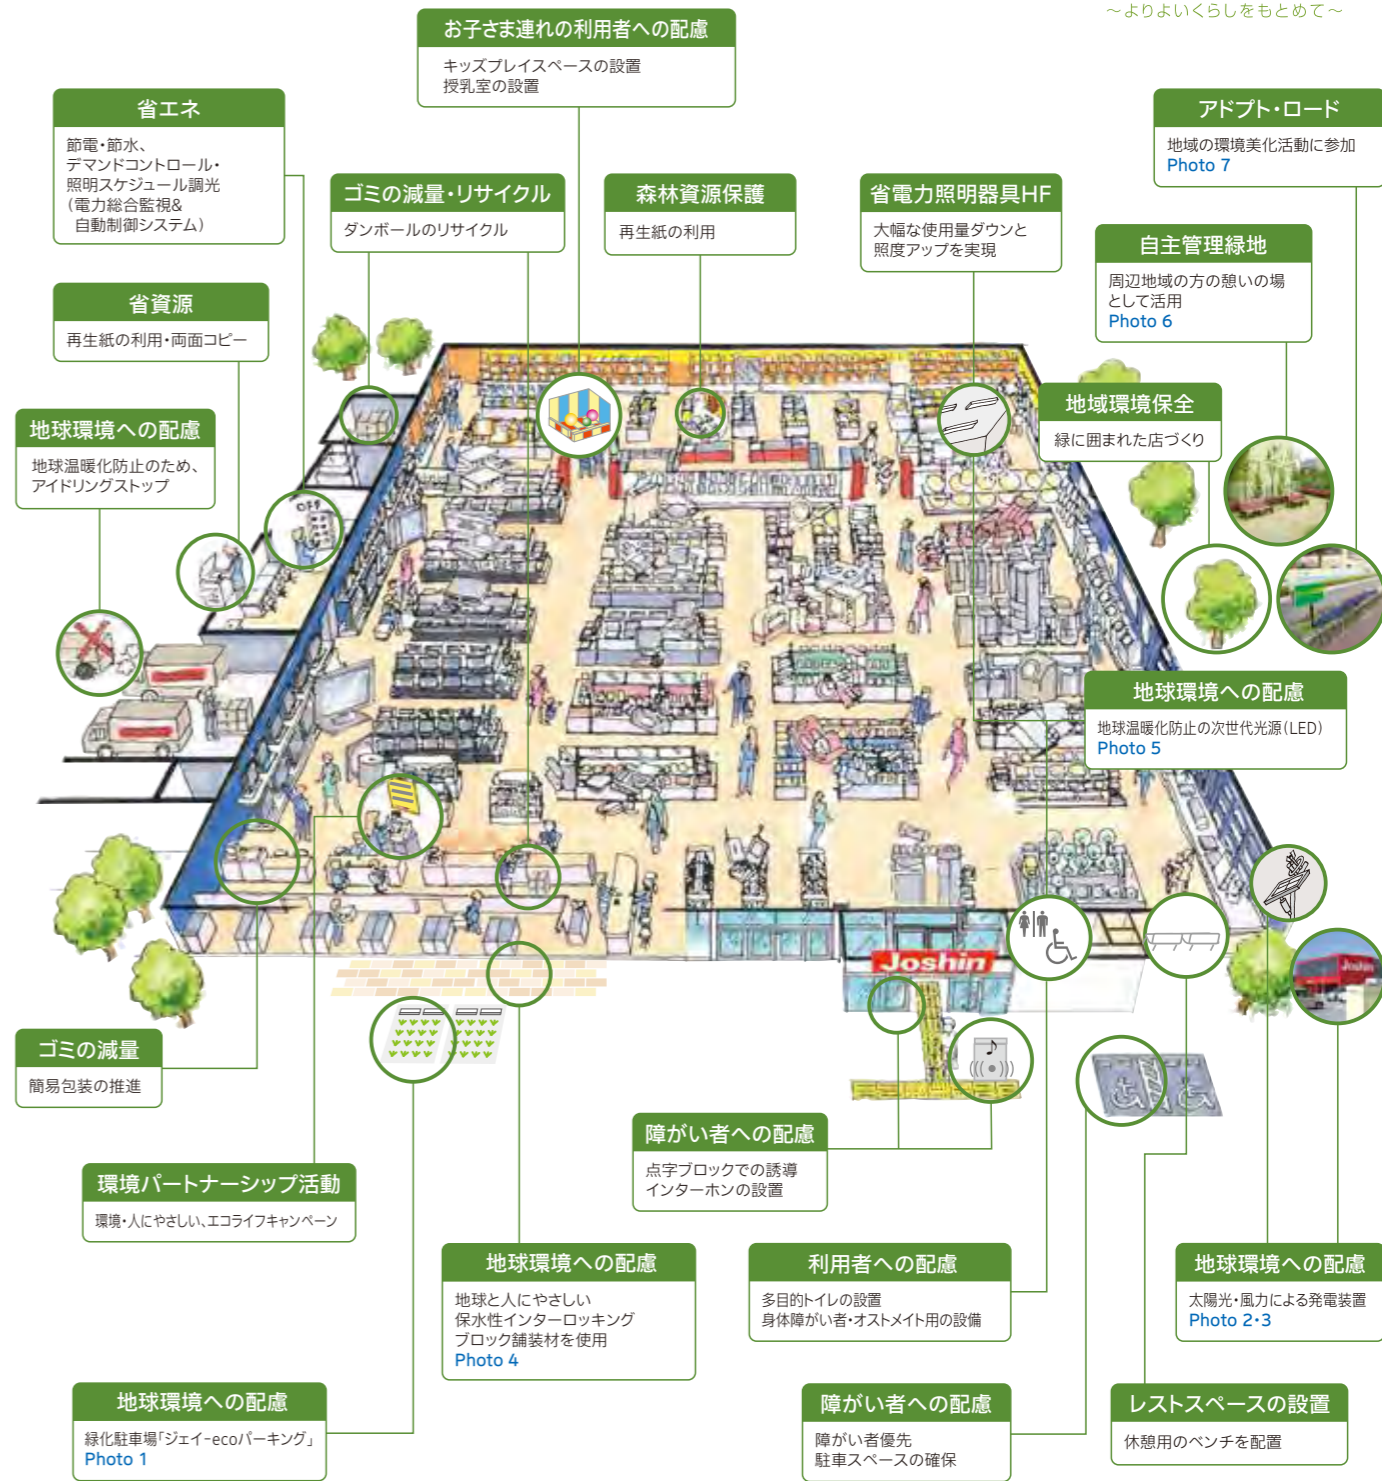 ～よりよいくらしをもとめて～
お子さま連れの利用者への配慮
キッズプレイスペースの設置
授乳室の設置
省エネ
節電・節水、
デマンドコントロール・
照明スケジュール調光
（電力総合監視&
自動制御システム）
アドプト・ロード
地域の環境美化活動に参加
Photo 7
ゴミの減量・リサイクル
ダンボールのリサイクル
森林資源保護
再生紙の利用
省電力照明器具HF
大幅な使用量ダウンと
照度アップを実現
自主管理緑地
周辺地域の方の憩いの場
として活用
Photo 6
省資源
再生紙の利用・両面コピー
地域環境保全
緑に囲まれた店づくり
地球環境への配慮
地球温暖化防止のため、
アイドリングストップ
OFF
地球環境への配慮
地球温暖化防止の次世代光源（LED）
Photo 5
Joshin
Joshin
ゴミの減量
簡易包装の推進
障がい者への配慮
点字ブロックでの誘導
インターホンの設置
環境パートナーシップ活動
環境・人にやさしい、エコライフキャンペーン
地球環境への配慮
地球と人にやさしい
保水性インターロッキング
ブロック舗装材を使用
Photo 4
利用者への配慮
多目的トイレの設置
身体障がい者・オストメイト用の設備
地球環境への配慮
太陽光・風力による発電装置
Photo 2・3
地球環境への配慮
緑化駐車場「ジェイ-ecoパーキング」
Photo 1
障がい者への配慮
障がい者優先
駐車スペースの確保
レストスペースの設置
休憩用のベンチを配置